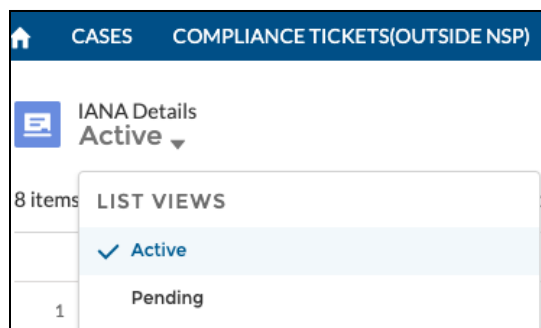 CASES COMPLIANCE TICKETS(OUTSIDE NSP)
IANA Details
Active
8 items
LIST VIEWS
Active
Pending
1